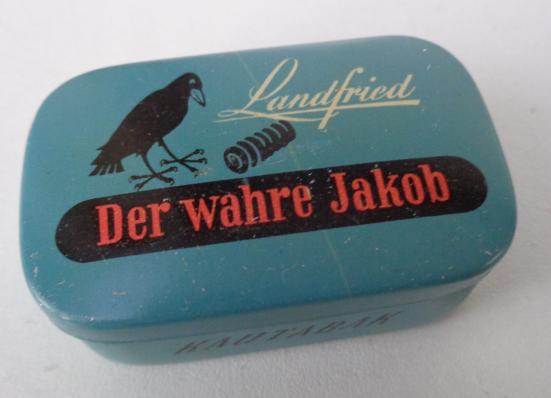 Landfried
Der wahre Jakob
KAUTABAK